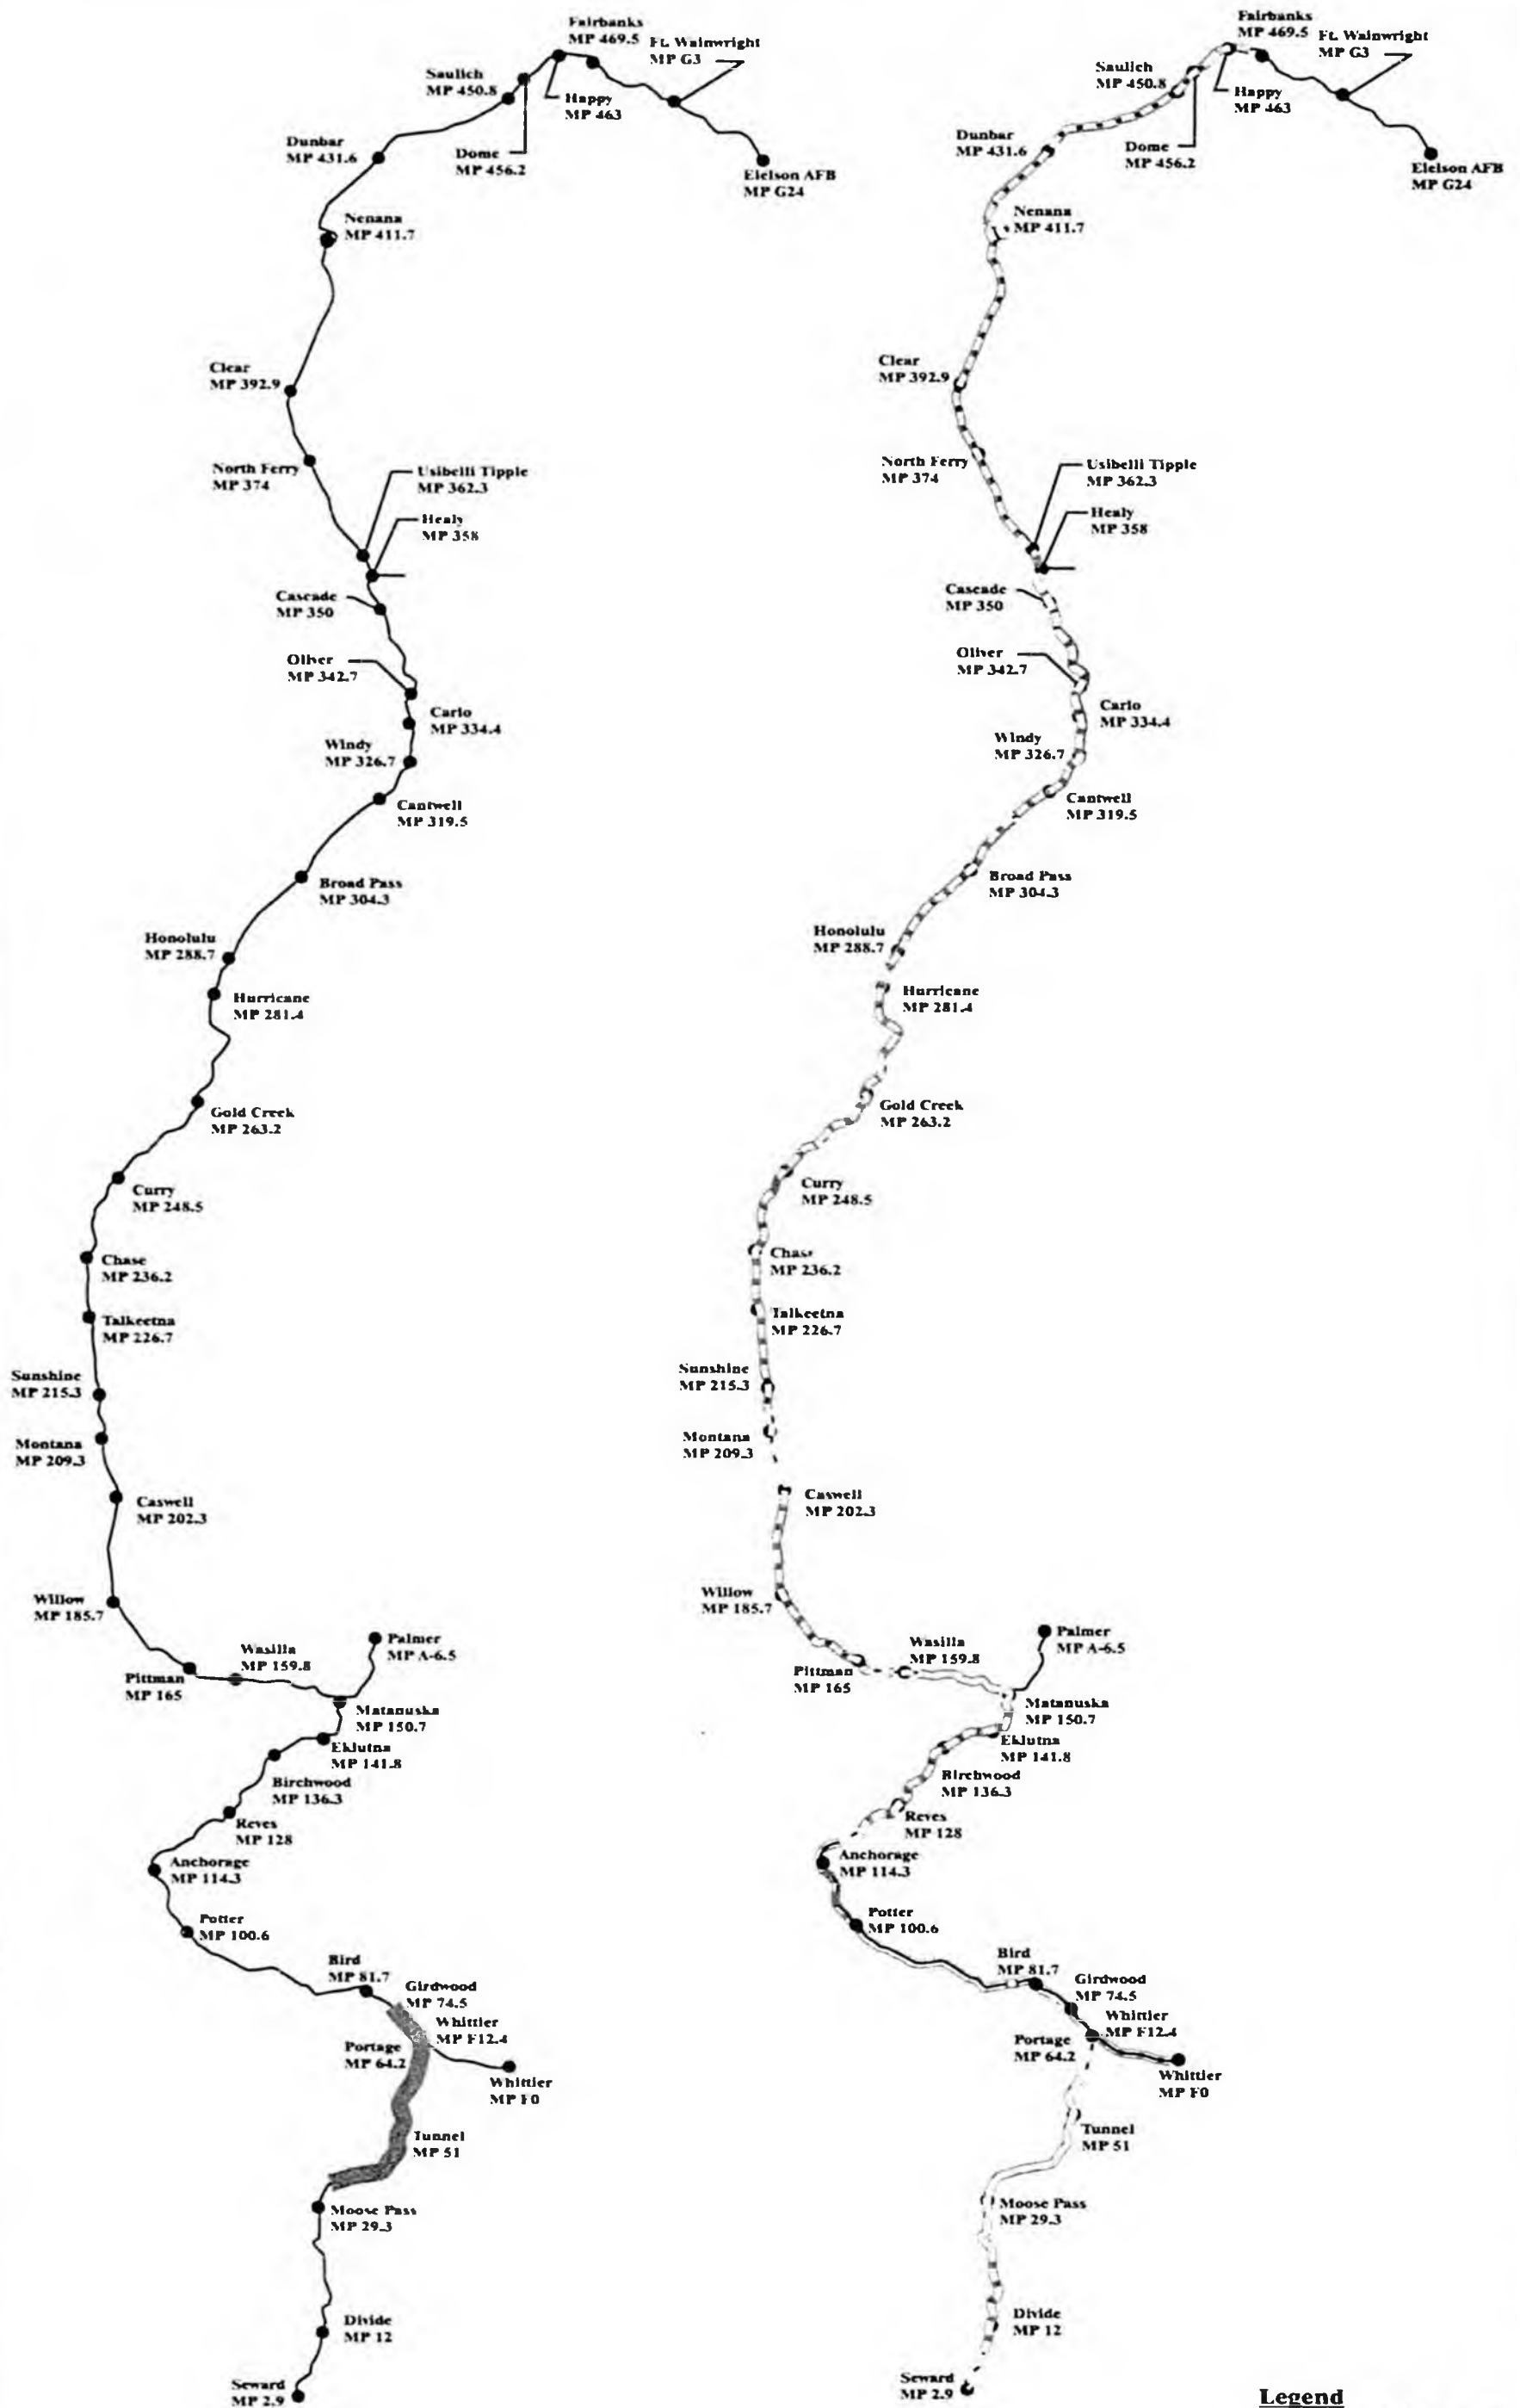 Fairbanks
MP 469.5
Ft. Wainwright
MP G3
Saulich
MP 450.8
Happy
MP 463
Dunbar
MP 431.6
Dome
MP 456.2
Elelson AFB
MP G24
Nenana
MP 411.7
Clear
MP 392.9
North Ferry
MP 374
Usibelli Tipple
MP 362.3
Healy
MP 358
Cascade
MP 350
Oliver
MP 342.7
Carlo
MP 334.4
Windy
MP 326.7
Cantwell
MP 319.5
Broad Pass
MP 304.3
Honolulu
MP 288.7
Hurricane
MP 281.4
Gold Creek
MP 263.2
Curry
MP 248.5
Chase
MP 236.2
Talkeetna
MP 226.7
Sunshine
MP 215.3
Montana
MP 209.3
Caswell
MP 202.3
Willow
MP 185.7
Wasilla
MP 159.8
Palmer
MP A-6.5
Pittman
MP 165
Matanuska
MP 150.7
Eklutna
MP 141.8
Birchwood
MP 136.3
Reves
MP 128
Anchorage
MP 114.3
Potter
MP 100.6
Bird
MP 81.7
Girdwood
MP 74.5
Whittier
MP F12.4
Portage
MP 64.2
Whittier
MP F0
Tunnel
MP 51
Moose Pass
MP 29.3
Divide
MP 12
Seward
MP 2.9
Fairbanks
MP 469.5
Ft. Wainwright
MP G3
Saulich
MP 450.8
Happy
MP 463
Dunbar
MP 431.6
Dome
MP 456.2
Elelson AFB
MP G24
Nenana
MP 411.7
Clear
MP 392.9
North Ferry
MP 374
Usibelli Tipple
MP 362.3
Healy
MP 358
Cascade
MP 350
Oliver
MP 342.7
Carlo
MP 334.4
Windy
MP 326.7
Cantwell
MP 319.5
Broad Pass
MP 304.3
Honolulu
MP 288.7
Hurricane
MP 281.4
Gold Creek
MP 263.2
Curry
MP 248.5
Chase
MP 236.2
Talkeetna
MP 226.7
Sunshine
MP 215.3
Montana
MP 209.3
Caswell
MP 202.3
Willow
MP 185.7
Wasilla
MP 159.8
Palmer
MP A-6.5
Pittman
MP 165
Matanuska
MP 150.7
Eklutna
MP 141.8
Birchwood
MP 136.3
Reves
MP 128
Anchorage
MP 114.3
Potter
MP 100.6
Bird
MP 81.7
Girdwood
MP 74.5
Whittier
MP F12.4
Portage
MP 64.2
Whittier
MP F0
Tunnel
MP 51
Moose Pass
MP 29.3
Divide
MP 12
Seward
MP 2.9
Legend